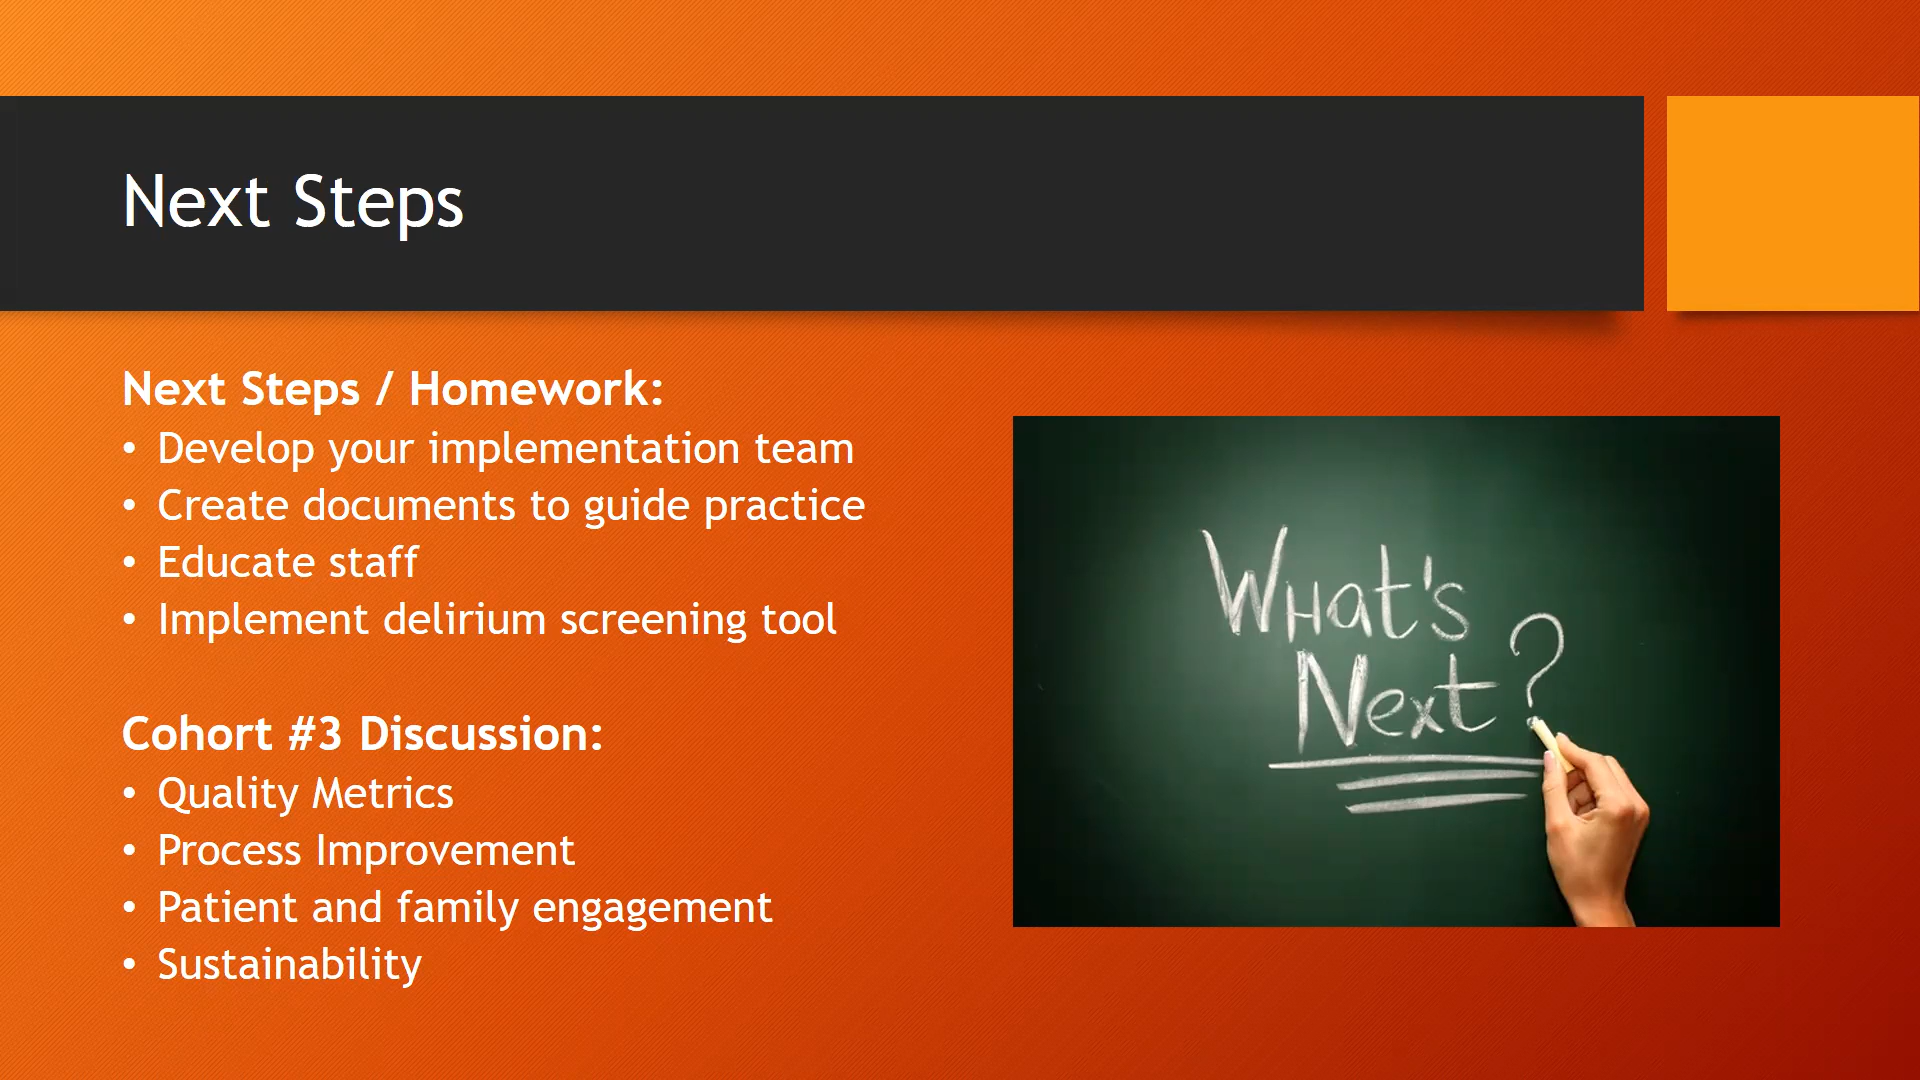 Next Steps
Next Steps / Homework:
• Develop your implementation team
• Create documents to guide practice
• Educate staff
• Implement delirium screening tool
Cohort #3 Discussion:
• Quality Metrics
• Process Improvement
• Patient and family engagement
• Sustainability
What's
Next?